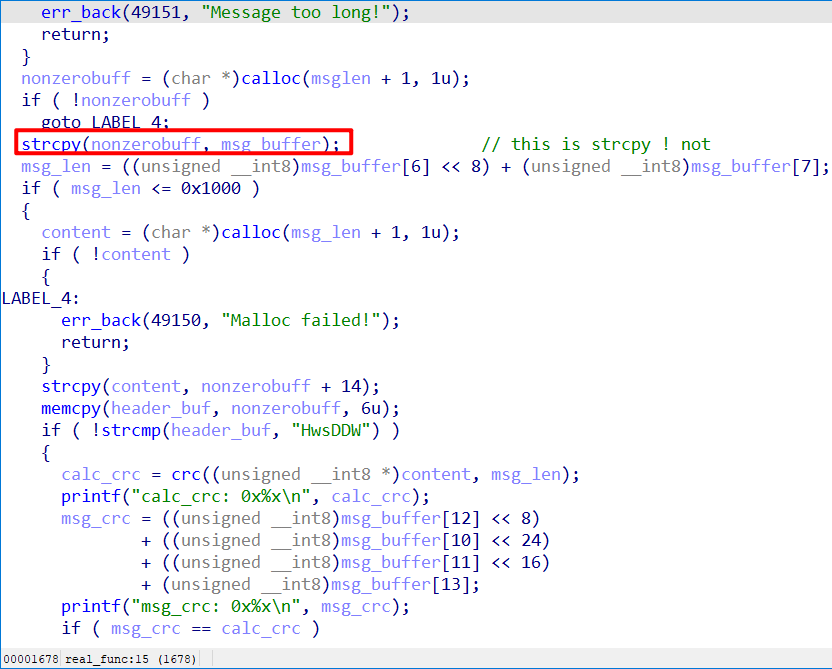 err_back(49151, "Message too long!");
return;
}
nonzerobuff = (char *)calloc(msglen + 1, 1u);
if ( !nonzerobuff )
goto LABEL_4;
strcpy(nonzerobuff, msg_buffer); // this is strcpy ! not
msg_len = ((unsigned __int8)msg_buffer[6] << 8) + (unsigned __int8)msg_buffer[7];
if ( msg_len <= 0x1000 )
{
content = (char *)calloc(msg_len + 1, 1u);
if ( !content )
{
LABEL_4:
err_back(49150, "Malloc failed!");
return;
}
strcpy(content, nonzerobuff + 14);
memcpy(header_buf, nonzerobuff, 6u);
if ( !strcmp(header_buf, "HwsDDW") )
{
calc_crc = crc((unsigned __int8 *)content, msg_len);
printf("calc_crc: 0x%x\n", calc_crc);
msg_crc = ((unsigned __int8)msg_buffer[12] << 8)
+ ((unsigned __int8)msg_buffer[10] << 24)
+ ((unsigned __int8)msg_buffer[11] << 16)
+ (unsigned __int8)msg_buffer[13];
printf("msg_crc: 0x%x\n", msg_crc);
if ( msg_crc == calc_crc )
00001678 real_func:15 (1678)